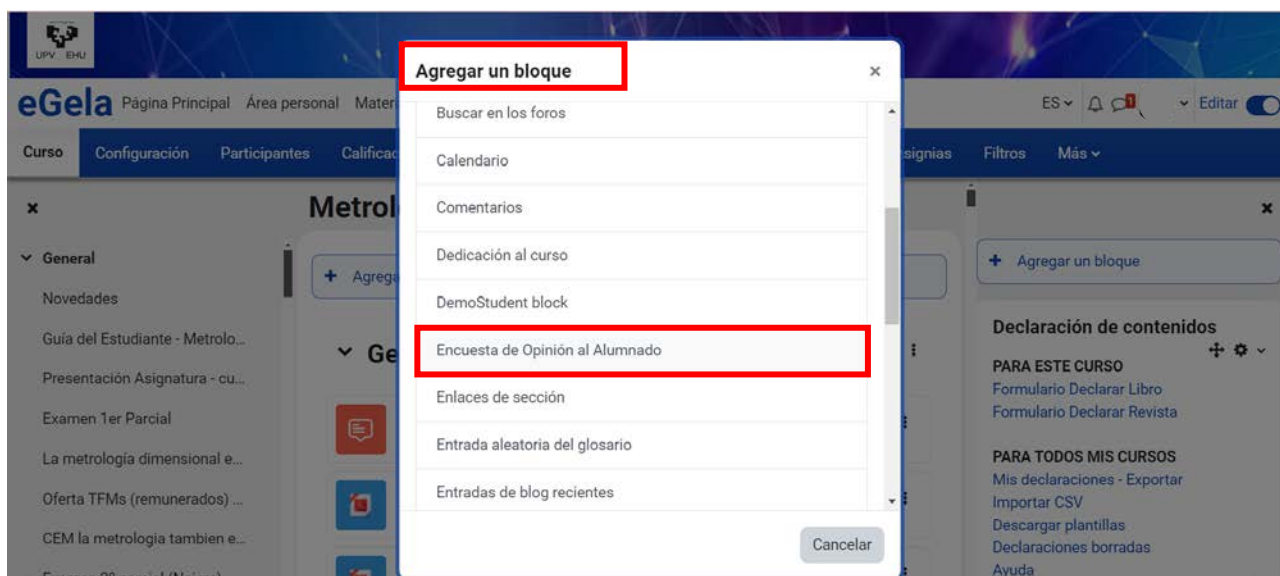 UPV EHU
Agregar un bloque
×
eGela Página Principal Área personal Mater
ES
1
Editar
Curso Configuración Participantes Calificac
signias Filtros Más
Buscar en los foros
Calendario
Comentarios
Dedicación al curso
DemoStudent block
Encuesta de Opinión al Alumnado
Enlaces de sección
Entrada aleatoria del glosario
Entradas de blog recientes
Cancelar
General
Novedades
Guía del Estudiante - Metrolo...
Presentación Asignatura - cu...
Examen 1er Parcial
La metrología dimensional e...
Oferta TFMs (remunerados) ...
CEM la metrologia tambien e...
Metrol
+ Agrega
Ge
+ Agregar un bloque
Declaración de contenidos
PARA ESTE CURSO
Formulario Declarar Libro
Formulario Declarar Revista
PARA TODOS MIS CURSOS
Mis declaraciones - Exportar
Importar CSV
Descargar plantillas
Declaraciones borradas
Ayuda